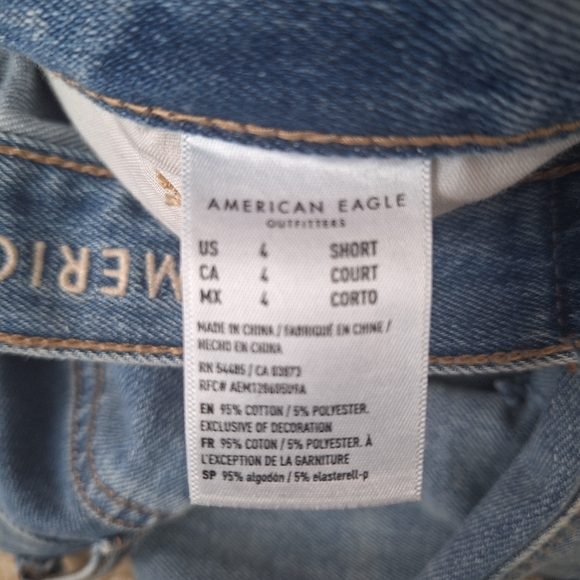 AMERICAN EAGLE
OUTFITTERS
US 4 SHORT
CA 4 COURT
MX 4 CORTO
MADE IN CHINA / FABRIQUÉ EN CHINE /
HECHO EN CHINA
RN 54485 / CA 03873
RFC# AEM12060509A
EN 95% COTTON / 5% POLYESTER.
EXCLUSIVE OF DECORATION
FR 95% COTON / 5% POLYESTER. À
L'EXCEPTION DE LA GARNITURE
SP 95% algodón / 5% elasterell-p
MERIC